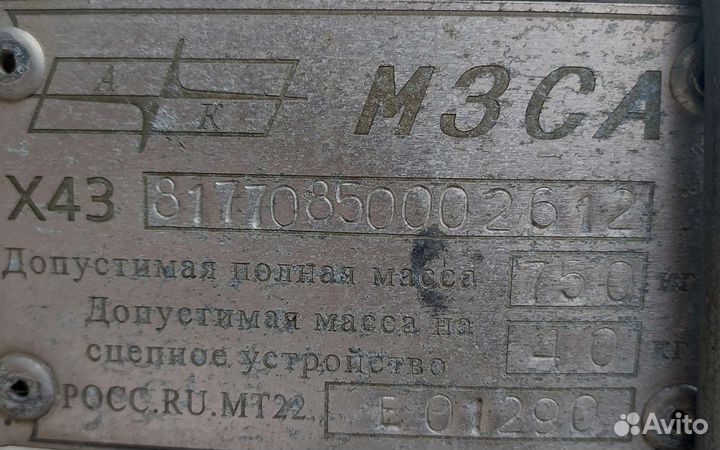 А К МЗСА
Х43 81770850002612
Допустимая полная масса 750 кг
Допустимая масса на
сцепное устройство 40 кг
РОСС.RU.МТ22 Е 01290
Avito